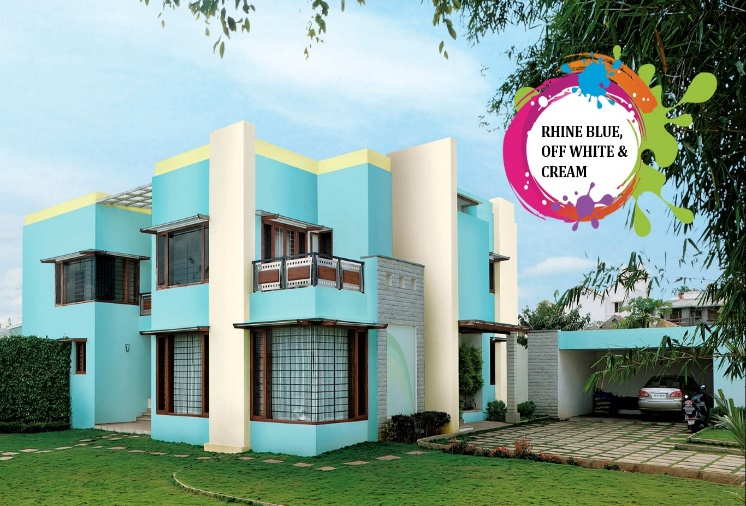 RHINE BLUE,
OFF WHITE &
CREAM